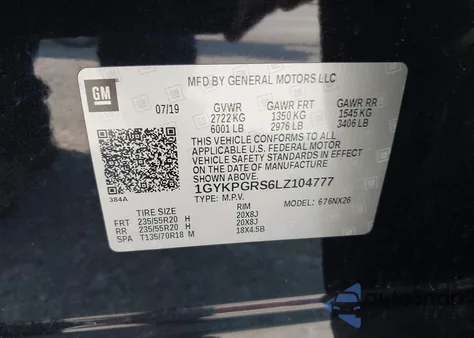 GM
MFD BY GENERAL MOTORS LLC
07/19 GVWR GAWR FRT GAWR RR
2722 KG 1350 KG 1545 KG
6001 LB 2976 LB 3406 LB
THIS VEHICLE CONFORMS TO ALL APPLICABLE
U.S. FEDERAL MOTOR
VEHICLE SAFETY STANDARDS IN
EFFECT ON THE DATE OF
MANUFACTURE SHOWN ABOVE.
1GYKPGRS6LZ104777
384A
TYPE: M.P.V. MODEL: 676NX26
TIRE SIZE RIM
FRT 235/55R20 H 20X8J
RR 235/55R20 H 20X8J
SPA T135/70R18 M 18X4.5B